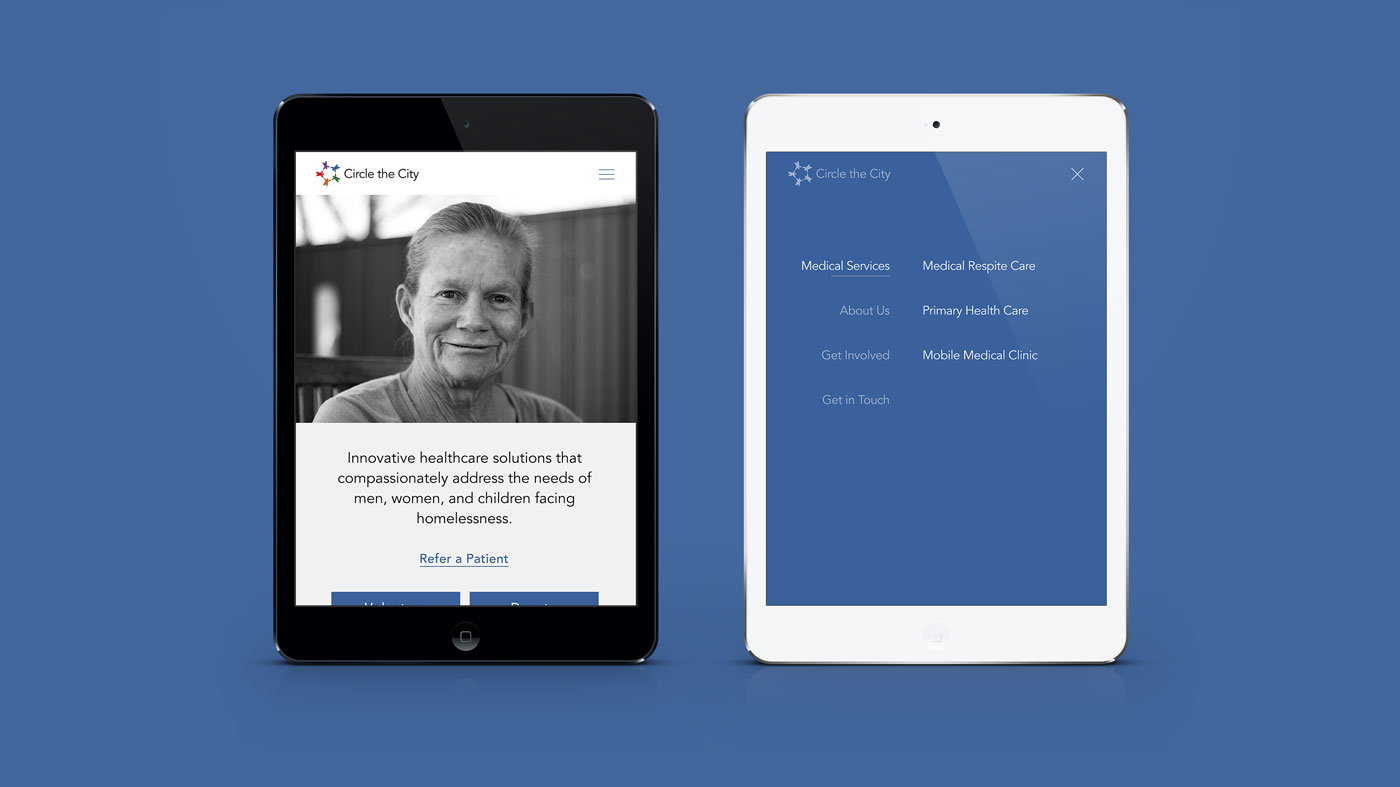 Circle the City
Innovative healthcare solutions that
compassionately address the needs of
men, women, and children facing
homelessness.
Refer a Patient
Circle the City
Medical Services
Medical Respite Care
About Us
Primary Health Care
Get Involved
Mobile Medical Clinic
Get in Touch